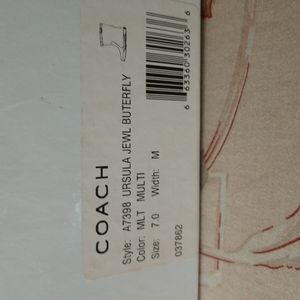 COACH
Style: A7398 URSULA JEWL BUTERFLY
Color: MLT MULTI
Size: 7.0 Width: M
037862
6 63360 30263 6